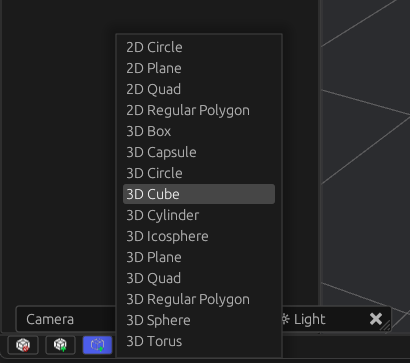 2D Circle
2D Plane
2D Quad
2D Regular Polygon
3D Box
3D Capsule
3D Circle
3D Cube
3D Cylinder
3D Icosphere
3D Plane
3D Quad
3D Regular Polygon
3D Sphere
3D Torus
Camera
Light